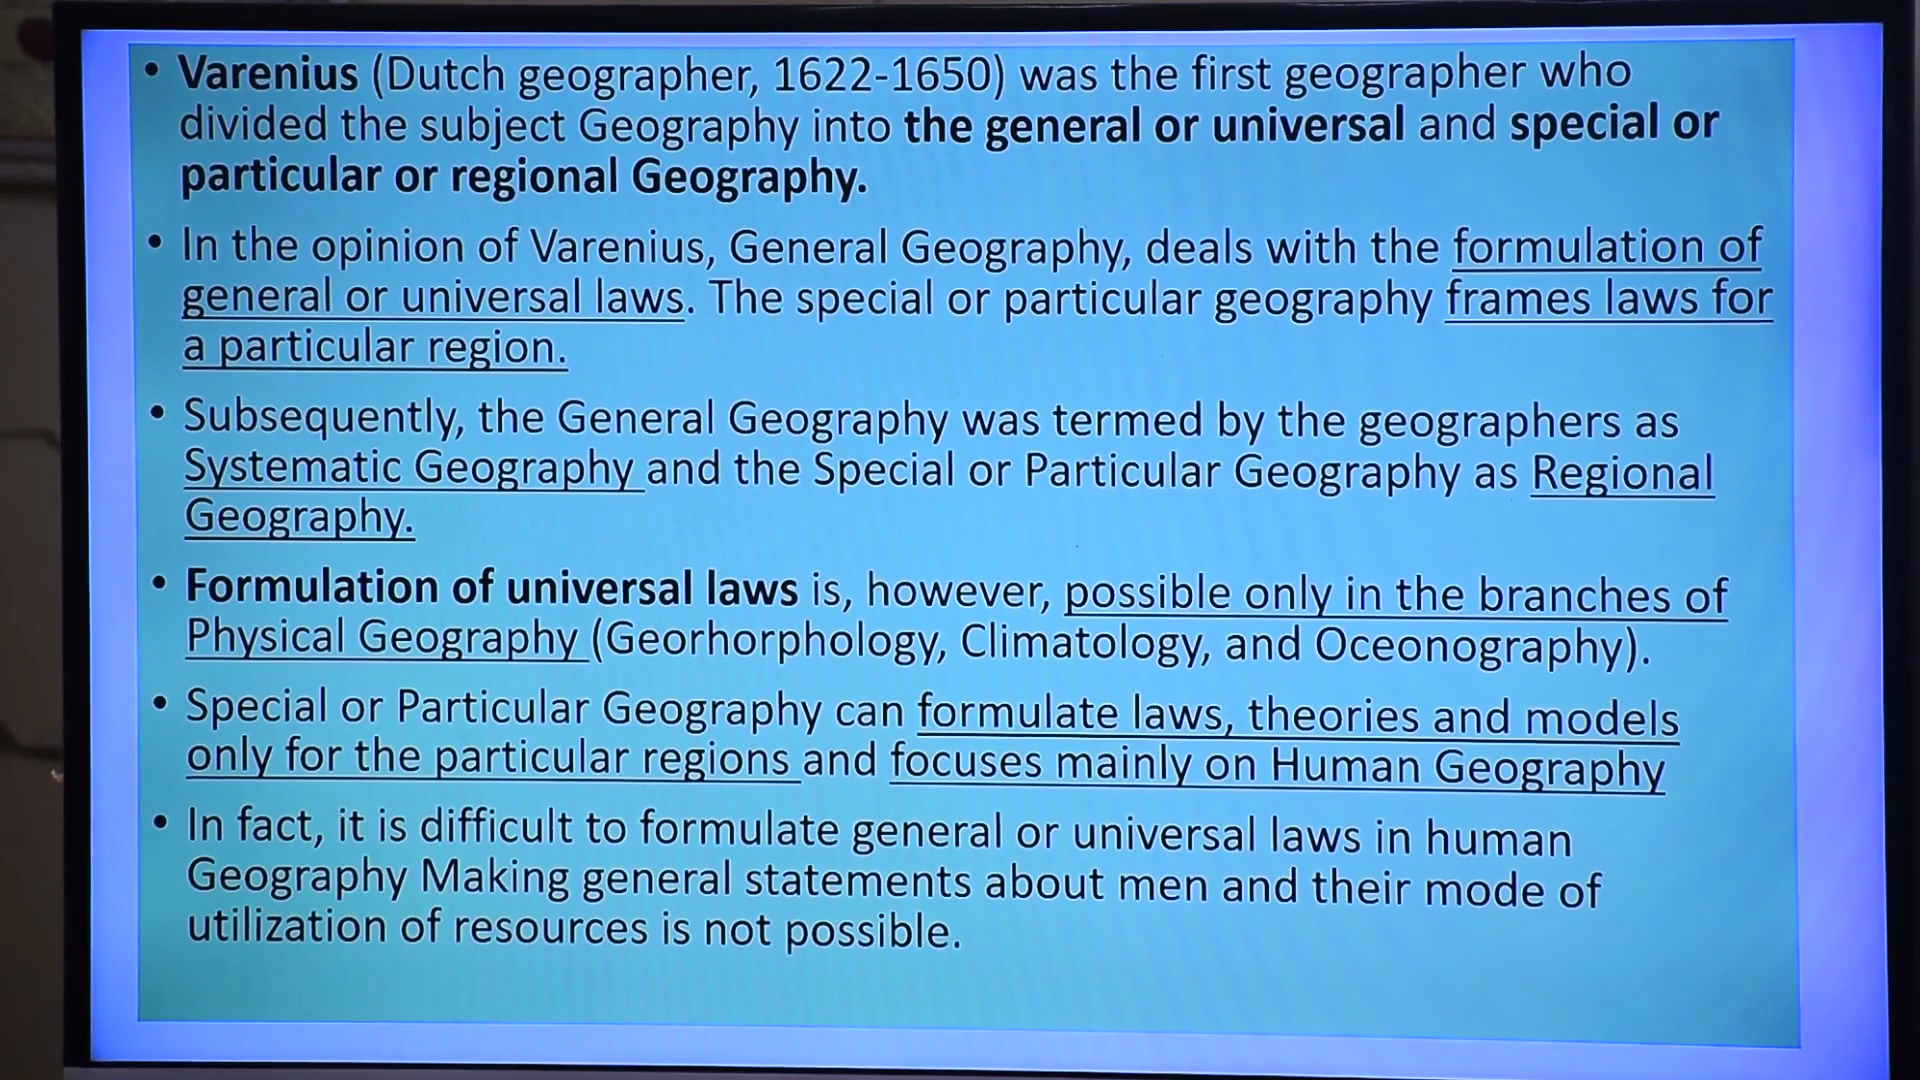 • Varenius (Dutch geographer, 1622-1650) was the first geographer who
divided the subject Geography into the general or universal and special or
particular or regional Geography.
• In the opinion of Varenius, General Geography, deals with the formulation of
general or universal laws. The special or particular geography frames laws for
a particular region.
• Subsequently, the General Geography was termed by the geographers as
Systematic Geography and the Special or Particular Geography as Regional
Geography.
• Formulation of universal laws is, however, possible only in the branches of
Physical Geography (Georhorphology, Climatology, and Oceonography).
• Special or Particular Geography can formulate laws, theories and models
only for the particular regions and focuses mainly on Human Geography
• In fact, it is difficult to formulate general or universal laws in human
Geography Making general statements about men and their mode of
utilization of resources is not possible.